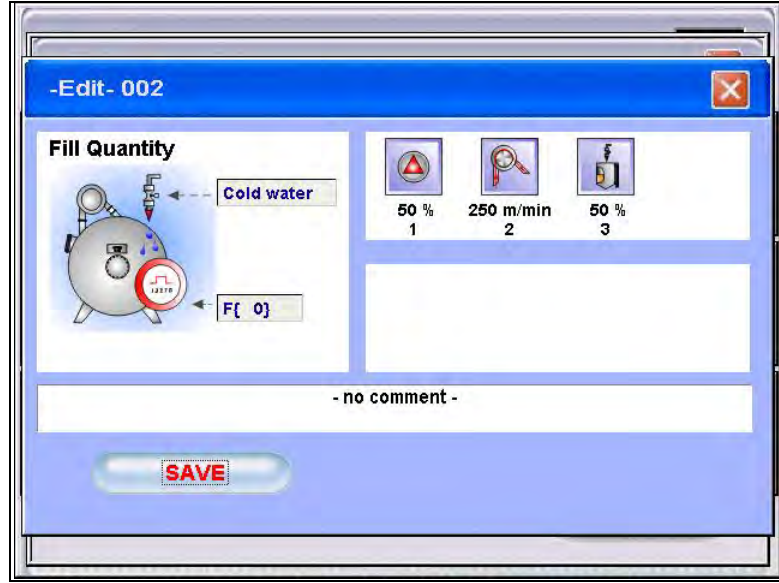 -Edit- 002
Fill Quantity
Cold water
F{ 0}
50 % 250 m/min 50 %
1 2 3
- no comment -
SAVE